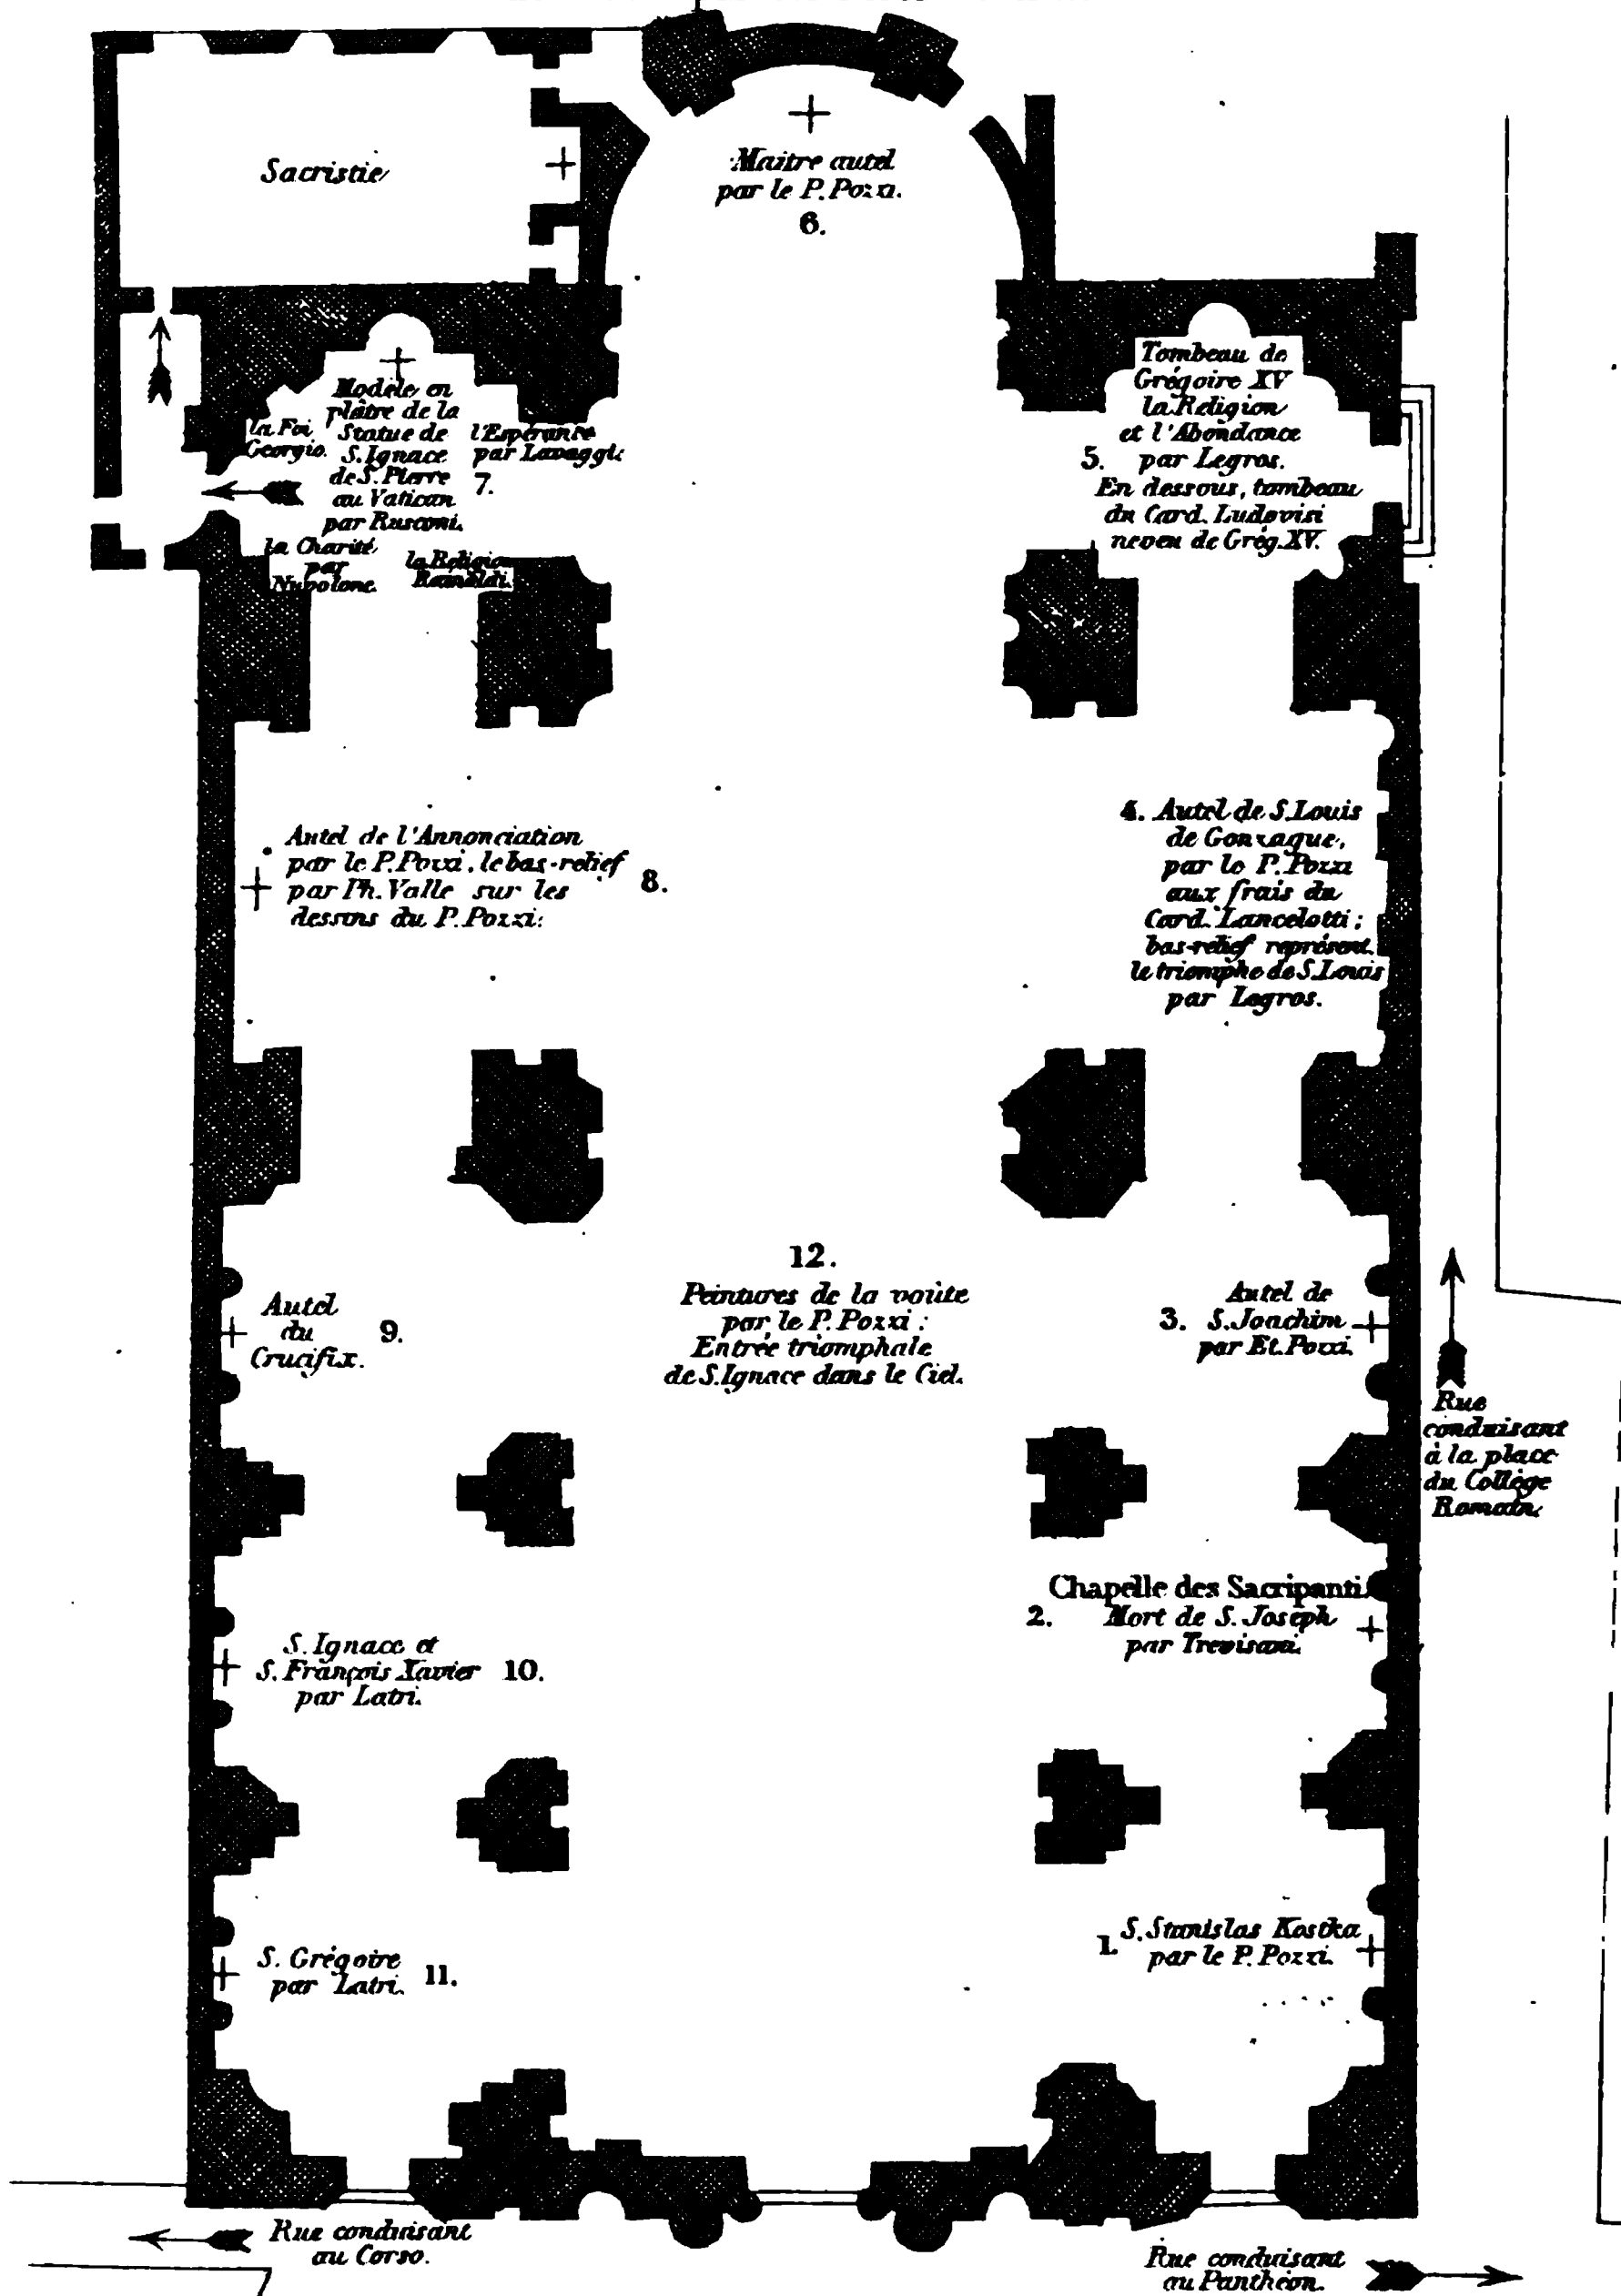 Sacristie
Maitre autel
par le P. Pozzi.
6.
Modèle en
plâtre de la
Statue de
S. Ignace
de S. Pierre
au Vatican
par Rusconi.
7.
la Foi
Georgio.
l'Espérance
par Lavaggi.
la Charité
par
Nupolone.
la Religion
Rainaldi.
Tombeau de
Grégoire XV
la Religion
et l'Abondance
5. par Legros.
En dessous, tombeau
du Card. Ludovisi
neveu de Grég. XV.
Autel de l'Annonciation
par le P. Pozzi, le bas-relief
par Ph. Valle sur les
dessins du P. Pozzi:
8.
4. Autel de S. Louis
de Gonzague,
par le P. Pozzi
aux frais du
Card. Lancelotti;
bas-relief représent.
le triomphe de S. Louis
par Legros.
12.
Peintures de la voûte
par le P. Pozzi:
Entrée triomphale
de S. Ignace dans le Ciel.
Autel
du 9.
Crucifix.
Autel de
3. S. Joachim
par Et. Pozzi.
Rue
conduisant
à la place
du Collège
Romain.
Chapelle des Sacripanti.
2. Mort de S. Joseph
par Trevisani.
S. Ignace et
S. François Xavier 10.
par Latri.
1. S. Stanislas Kostka
par le P. Pozzi.
S. Grégoire
par Latri. 11.
Rue conduisant
au Corso.
Rue conduisant
au Panthéon.